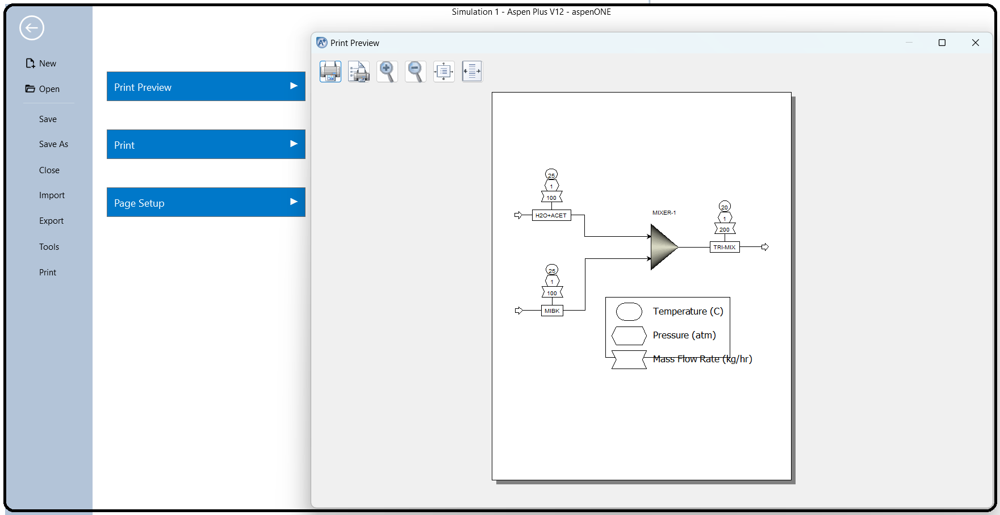 Simulation 1 - Aspen Plus V12 - aspenONE
New
Open
Save
Save As
Close
Import
Export
Tools
Print
Print Preview
Print
Page Setup
Print Preview
25
1
100
H2O+ACET
MIXER-1
20
1
200
TRI-MIX
25
1
100
MIBK
Temperature (C)
Pressure (atm)
Mass Flow Rate (kg/hr)